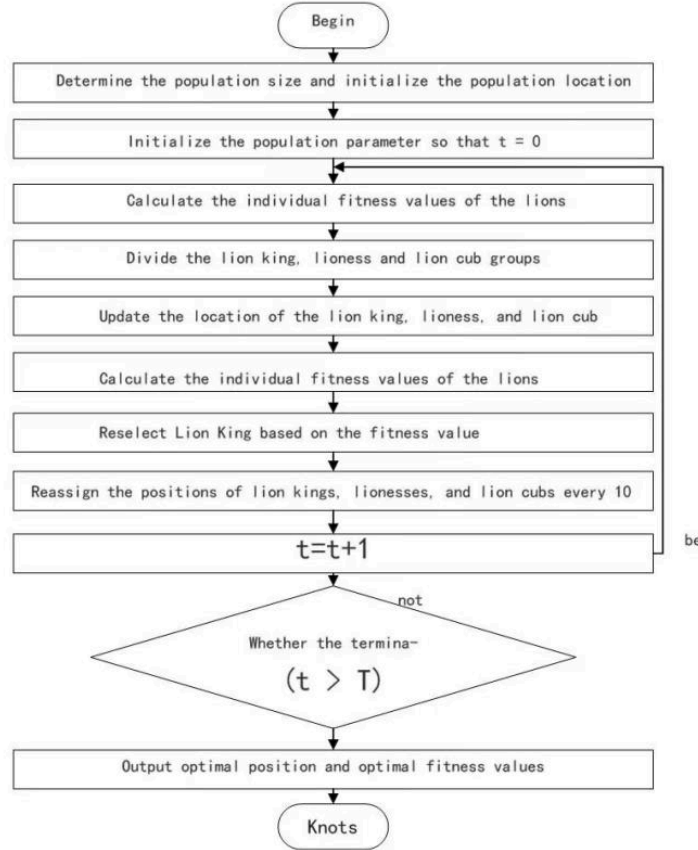 Begin
Determine the population size and initialize the population location
Initialize the population parameter so that t = 0
Calculate the individual fitness values of the lions
Divide the lion king, lioness and lion cub groups
Update the location of the lion king, lioness, and lion cub
Calculate the individual fitness values of the lions
Reselect Lion King based on the fitness value
Reassign the positions of lion kings, lionesses, and lion cubs every 10
t=t+1
be
not
Whether the termina-
(t > T)
Output optimal position and optimal fitness values
Knots